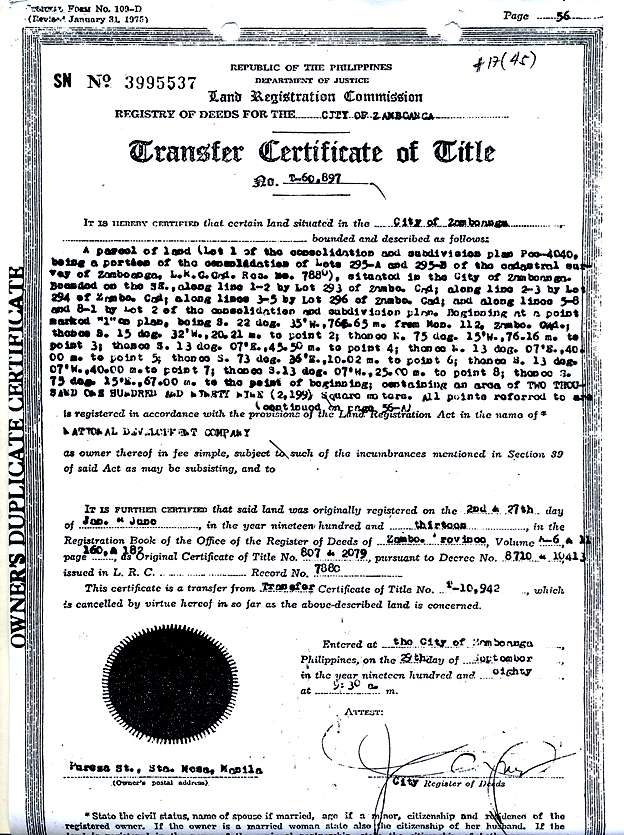 Form No. 109-D
(Revised January 31, 1975)
Page 56
#17(45)
REPUBLIC OF THE PHILIPPINES
DEPARTMENT OF JUSTICE
Land Registration Commission
REGISTRY OF DEEDS FOR THE CITY OF ZAMBOANGA
SN Nº 3995537
Transfer Certificate of Title
No. T-60,897
IT IS HEREBY CERTIFIED that certain land situated in the City of Zamboanga,
bounded and described as follows:
A parcel of land (Lot 1 of the consolidation and subdivision plan Pcs-4040,
being a portion of the consolidation of Lots 295-A and 295-B of the cadastral sur-
vey of Zamboanga, L.R.C. Cad. Rec. No. ), situated in the City of Zamboanga.
Bounded on the SE., along line 1-2 by Lot 293 of Zambo. Cad; along line 2-3 by Lot
294 of Zambo. Cad; along lines 3-5 by Lot 296 of Zambo. Cad; and along lines 5-8
and 8-1 by Lot 2 of the consolidation and subdivision plan. Beginning at a point
marked "1" on plan, being S. 22 deg. 35'W., 766.65 m. from Mon. 112, Zambo. Cad.;
thence S. 15 deg. 32'W., 20.21 m. to point 2; thence N. 75 deg. 15'W., 76.16 m. to
point 3; thence N. 13 deg. 07'E., 45.50 m. to point 4; thence N. 13 deg. 07'E., 40.
00 m. to point 5; thence S. 73 deg. 36'E., 10.02 m. to point 6; thence S. 13 deg.
07'W., 40.00 m. to point 7; thence S. 13 deg. 07'W., 25.00 m. to point 8; thence S.
75 deg. 15'E., 67.00 m. to the point of beginning; containing an area of TWO THOU-
SAND ONE HUNDRED AND NINETY NINE (2,199) Square meters. All points referred to are
(continued on page 56-A)
is registered in accordance with the provisions of the Land Registration Act in the name of*
NATIONAL DEVELOPMENT COMPANY
as owner thereof in fee simple, subject to such of the incumbrances mentioned in Section 39
of said Act as may be subsisting, and to
IT IS FURTHER CERTIFIED that said land was originally registered on the 2nd & 27th day
of Jan. & June, in the year nineteen hundred and thirteen, in the
Registration Book of the Office of the Register of Deeds of Zambo. Province, Volume A-6, & 11
page 160, & 182, as Original Certificate of Title No. 807 & 2079, pursuant to Decree No. 8710 & 10413
issued in L. R. C. Record No.
This certificate is a transfer from Transfer Certificate of Title No. T-10,942, which
is cancelled by virtue hereof in so far as the above-described land is concerned.
Entered at the City of Zamboanga,
Philippines, on the 29th day of September,
in the year nineteen hundred and eighty
at 9:30 a. m.
ATTEST:
City Register of Deeds
Pureza St., Sta. Mesa, Manila
(Owner's postal address)
OWNER'S DUPLICATE CERTIFICATE
*State the civil status, name of spouse if married, age if a minor, citizenship and residence of the
registered owner. If the owner is a married woman state also the citizenship of her husband. If the